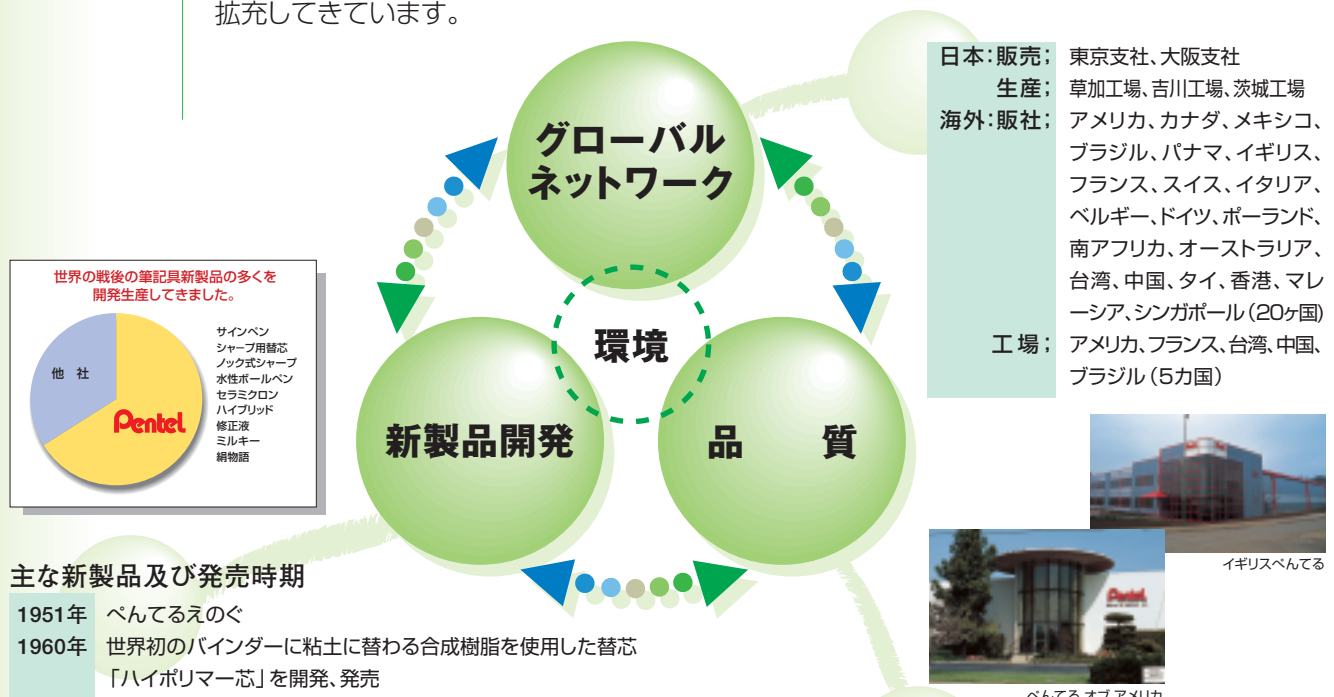 拡充してきています。
グローバル
ネットワーク
環境
新製品開発
品　質
日本:販売; 東京支社、大阪支社
生産; 草加工場、吉川工場、茨城工場
海外:販社; アメリカ、カナダ、メキシコ、
ブラジル、パナマ、イギリス、
フランス、スイス、イタリア、
ベルギー、ドイツ、ポーランド、
南アフリカ、オーストラリア、
台湾、中国、タイ、香港、マレ
ーシア、シンガポール(20ヶ国)
工場; アメリカ、フランス、台湾、中国、
ブラジル(5カ国)
世界の戦後の筆記具新製品の多くを
開発生産してきました。
他　社
Pentel
サインペン
シャープ用替芯
ノック式シャープ
水性ボールペン
セラミクロン
ハイブリッド
修正液
ミルキー
絹物語
イギリスぺんてる
Pentel
ぺんてる オブ アメリカ
主な新製品及び発売時期
1951年 ぺんてるえのぐ
1960年 世界初のバインダーに粘土に替わる合成樹脂を使用した替芯
「ハイポリマー芯」を開発、発売